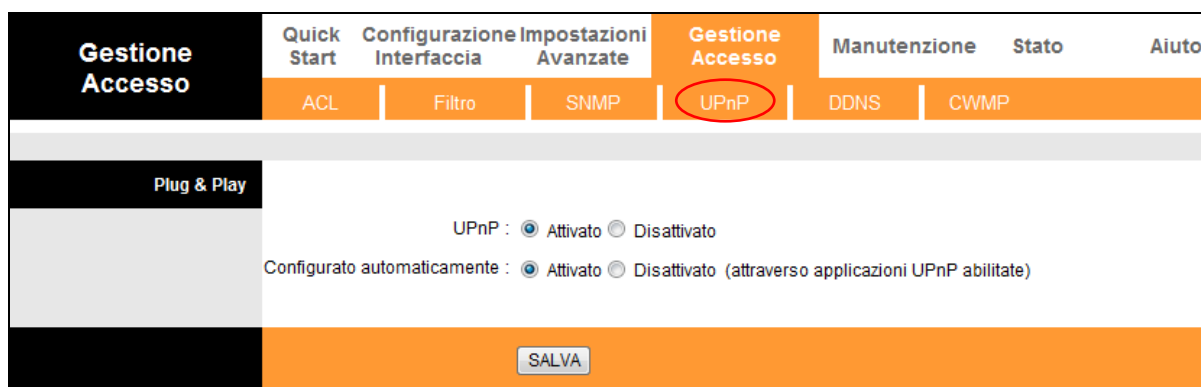 Gestione Accesso
Quick Start
Configurazione Interfaccia
Impostazioni Avanzate
Gestione Accesso
Manutenzione
Stato
Aiuto
ACL
Filtro
SNMP
UPnP
DDNS
CWMP
Plug & Play
UPnP : Attivato Disattivato
Configurato automaticamente : Attivato Disattivato (attraverso applicazioni UPnP abilitate)
SALVA